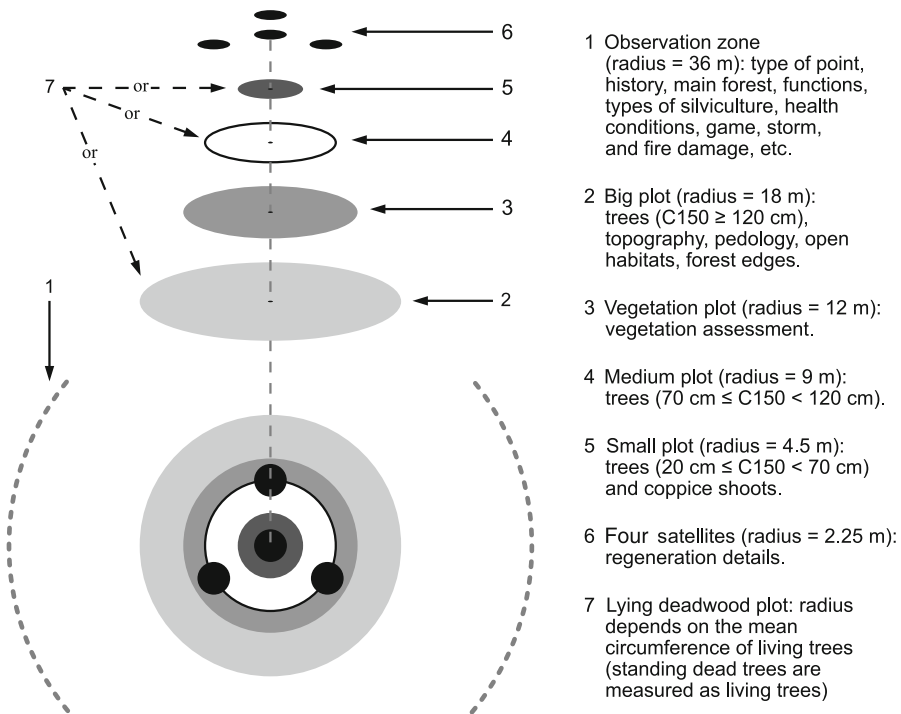 6
7
or
5
or
4
or
3
1
2
1 Observation zone
(radius = 36 m): type of point,
history, main forest, functions,
types of silviculture, health
conditions, game, storm,
and fire damage, etc.
2 Big plot (radius = 18 m):
trees (C150 ≥ 120 cm),
topography, pedology, open
habitats, forest edges.
3 Vegetation plot (radius = 12 m):
vegetation assessment.
4 Medium plot (radius = 9 m):
trees (70 cm ≤ C150 < 120 cm).
5 Small plot (radius = 4.5 m):
trees (20 cm ≤ C150 < 70 cm)
and coppice shoots.
6 Four satellites (radius = 2.25 m):
regeneration details.
7 Lying deadwood plot: radius
depends on the mean
circumference of living trees
(standing dead trees are
measured as living trees)